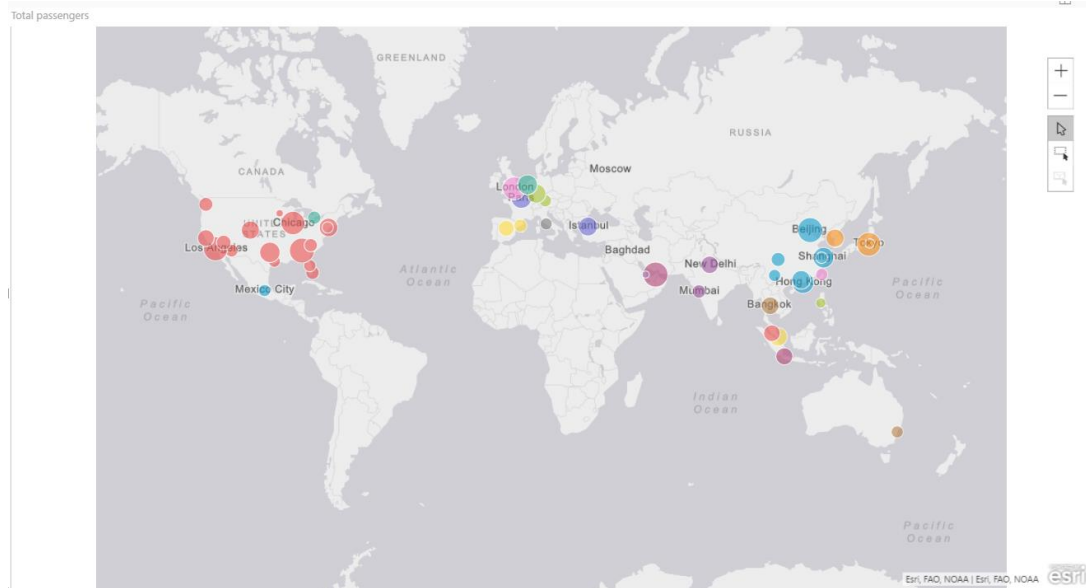 Total passengers
GREENLAND
RUSSIA
CANADA
Moscow
London
Paris
UNITED
STATES
Chicago
Istanbul
Beijing
Tokyo
Los Angeles
Baghdad
Shanghai
New Delhi
Atlantic
Ocean
Mexico City
Mumbai
Hong Kong
Pacific
Ocean
Pacific
Ocean
Bangkok
Indian
Ocean
Pacific
Ocean
Esri, FAO, NOAA | Esri, FAO, NOAA
esri